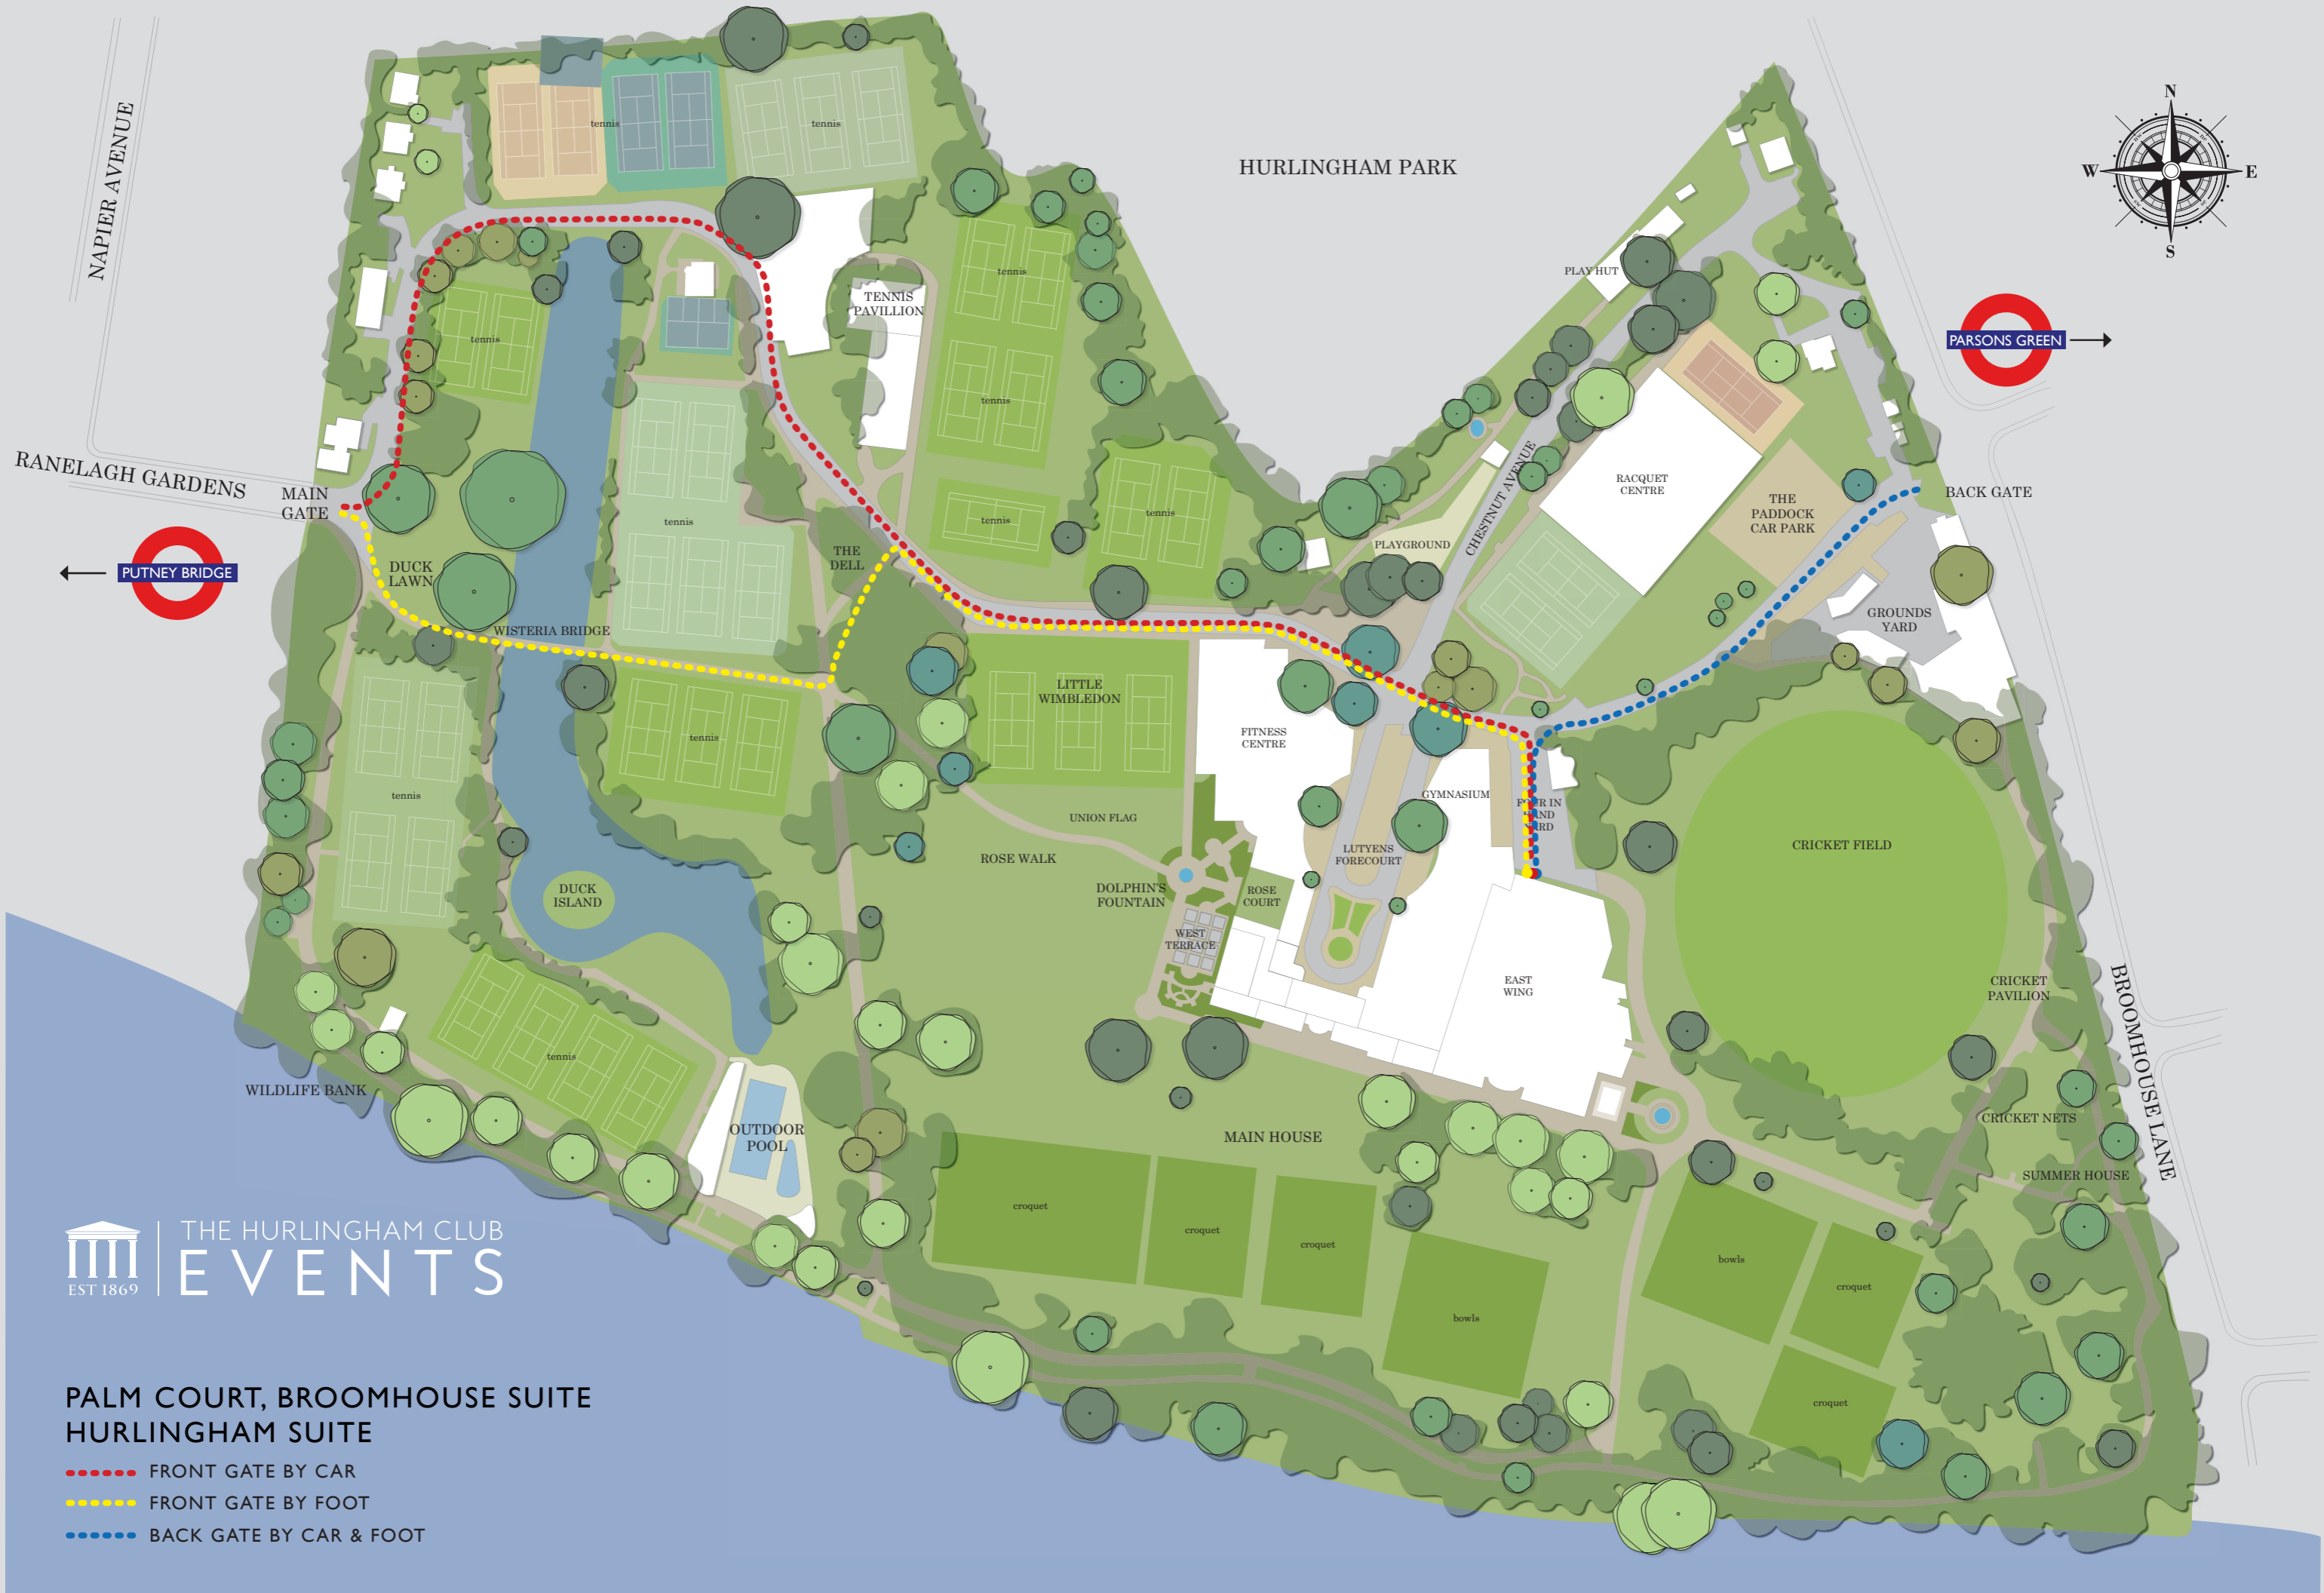 NAPIER AVENUE
RANELAGH GARDENS
MAIN
GATE
PUTNEY BRIDGE
HURLINGHAM PARK
N
W
E
S
PARSONS GREEN
BACK GATE
tennis
tennis
tennis
TENNIS
PAVILLION
tennis
tennis
tennis
tennis
tennis
THE
DELL
DUCK
LAWN
WISTERIA BRIDGE
PLAY HUT
CHESTNUT AVENUE
PLAYGROUND
RACQUET
CENTRE
THE
PADDOCK
CAR PARK
GROUNDS
YARD
LITTLE
WIMBLEDON
FITNESS
CENTRE
tennis
tennis
GYMNASIUM
FOUR IN
HAND
YARD
UNION FLAG
ROSE WALK
LUTYENS
FORECOURT
CRICKET FIELD
DUCK
ISLAND
DOLPHIN'S
FOUNTAIN
ROSE
COURT
WEST
TERRACE
EAST
WING
CRICKET
PAVILION
BROOMHOUSE LANE
tennis
WILDLIFE BANK
OUTDOOR
POOL
MAIN HOUSE
CRICKET NETS
SUMMER HOUSE
croquet
croquet
croquet
bowls
bowls
croquet
croquet
THE HURLINGHAM CLUB
EVENTS
EST 1869
PALM COURT, BROOMHOUSE SUITE
HURLINGHAM SUITE
FRONT GATE BY CAR
FRONT GATE BY FOOT
BACK GATE BY CAR & FOOT